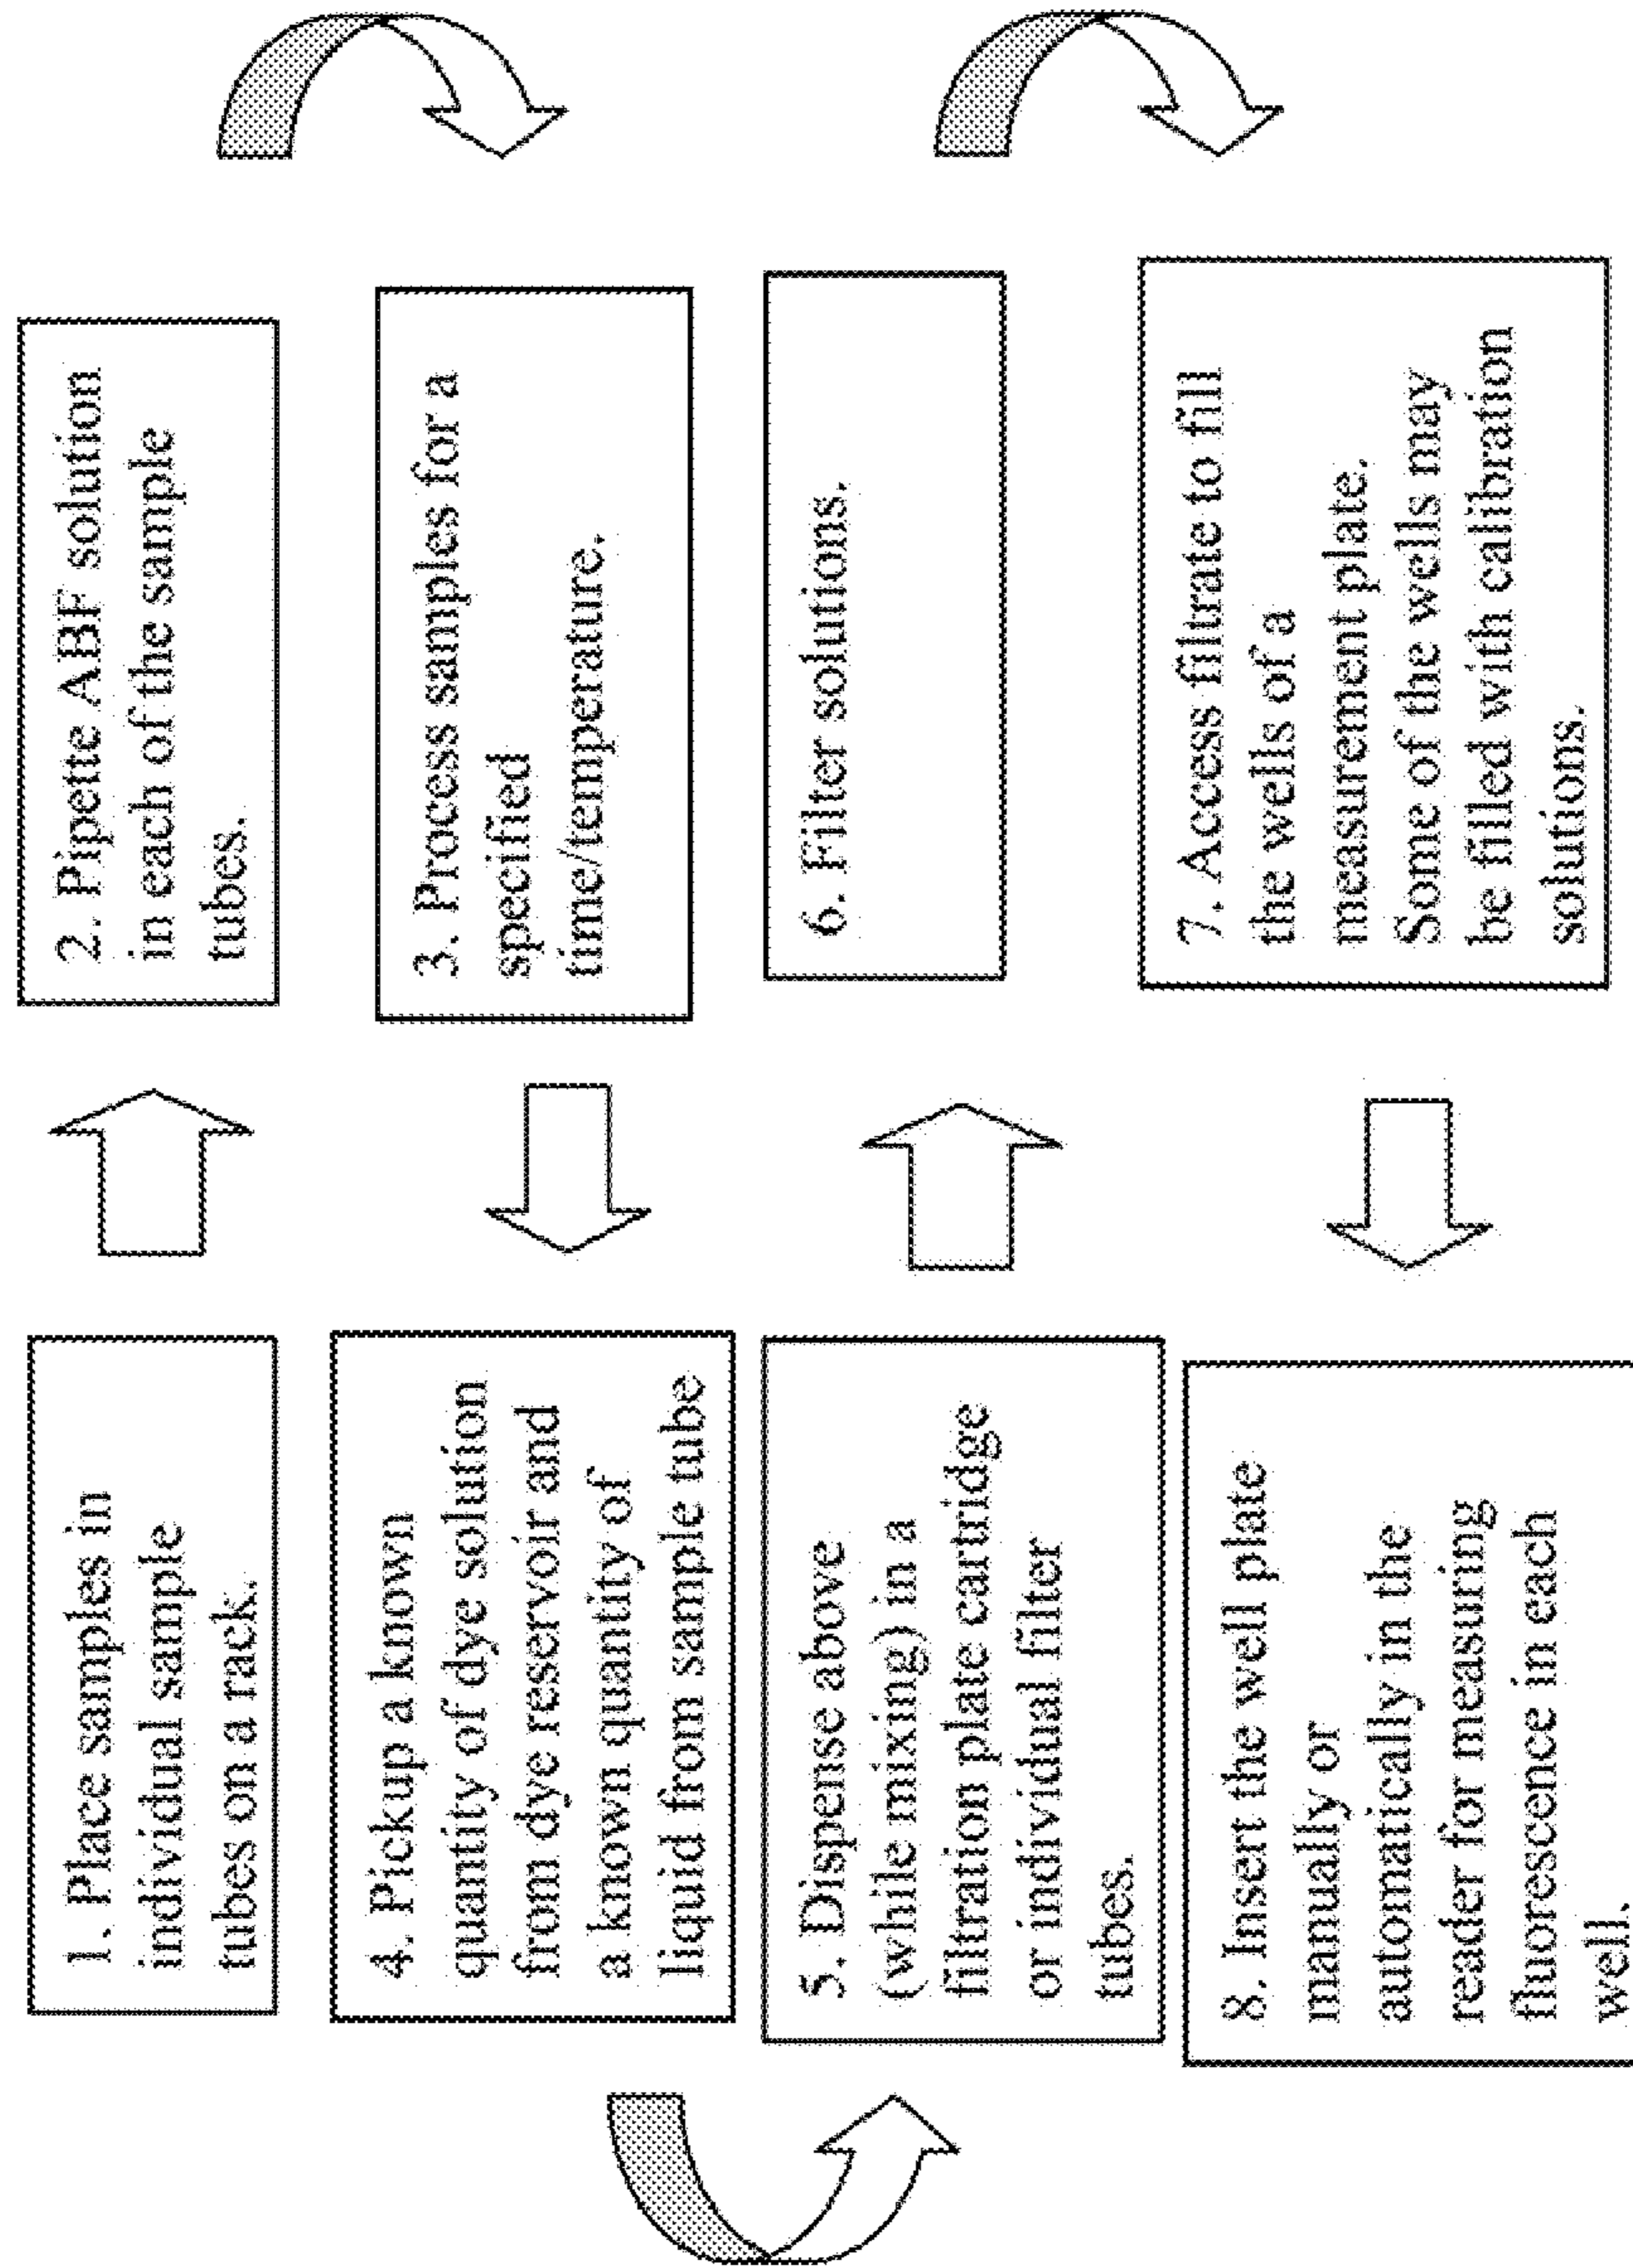 1. Place samples in
individual sample
tubes on a rack.
2. Pipette ABF solution
in each of the sample
tubes.
3. Process samples for a
specified
time/temperature.
4. Pickup a known
quantity of dye solution
from dye reservoir and
a known quantity of
liquid from sample tube
5. Dispense above
(while mixing) in a
filtration plate cartridge
or individual filter
tubes.
6. Filter solutions.
7. Access filtrate to fill
the wells of a
measurement plate.
Some of the wells may
be filled with calibration
solutions.
8. Insert the well plate
manually or
automatically in the
reader for measuring
fluorescence in each
well.